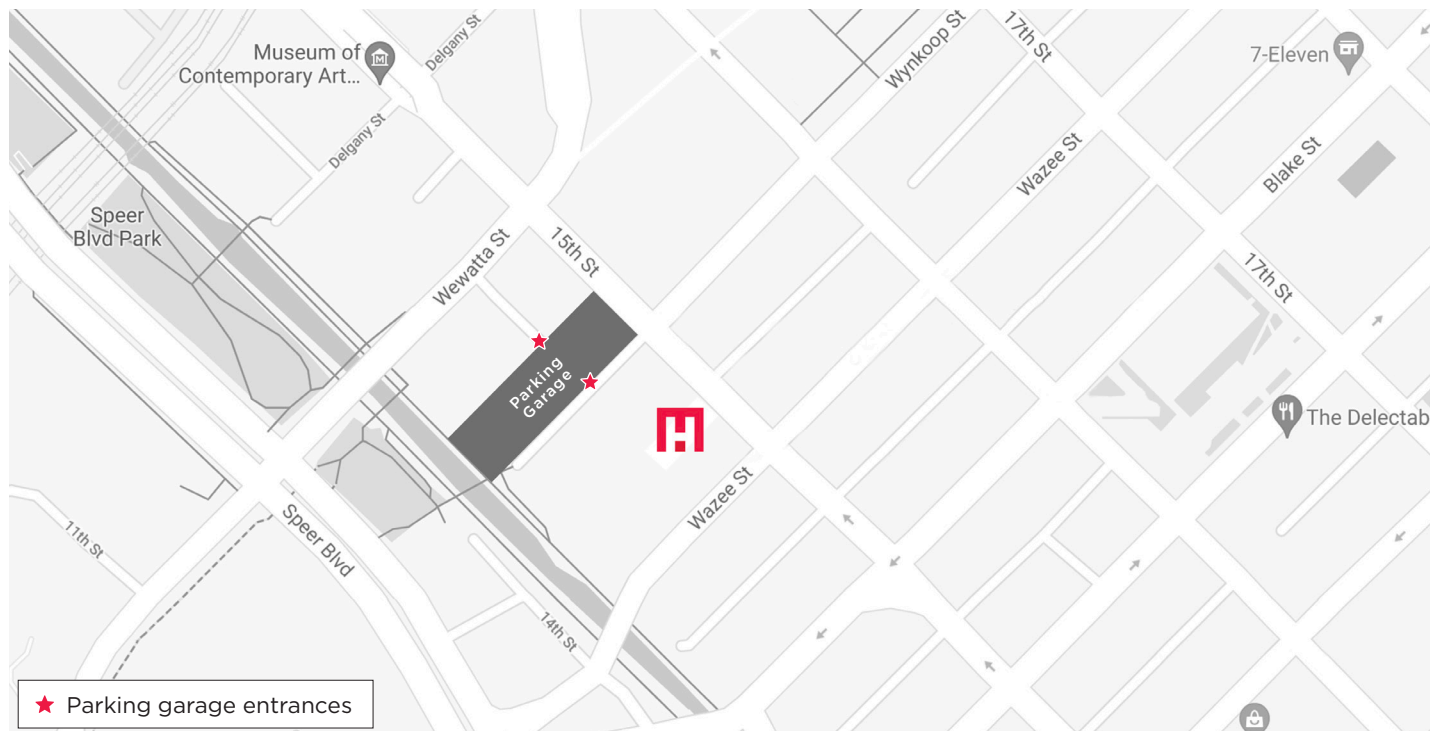 Delgany St
Wynkoop St
17th St
Museum of
Contemporary Art...
7-Eleven
Delgany St
Wazee St
Blake St
Speer
Blvd Park
Wewatta St
15th St
17th St
Parking
Garage
The Delectab
Wazee St
Speer Blvd
11th St
14th St
Parking garage entrances